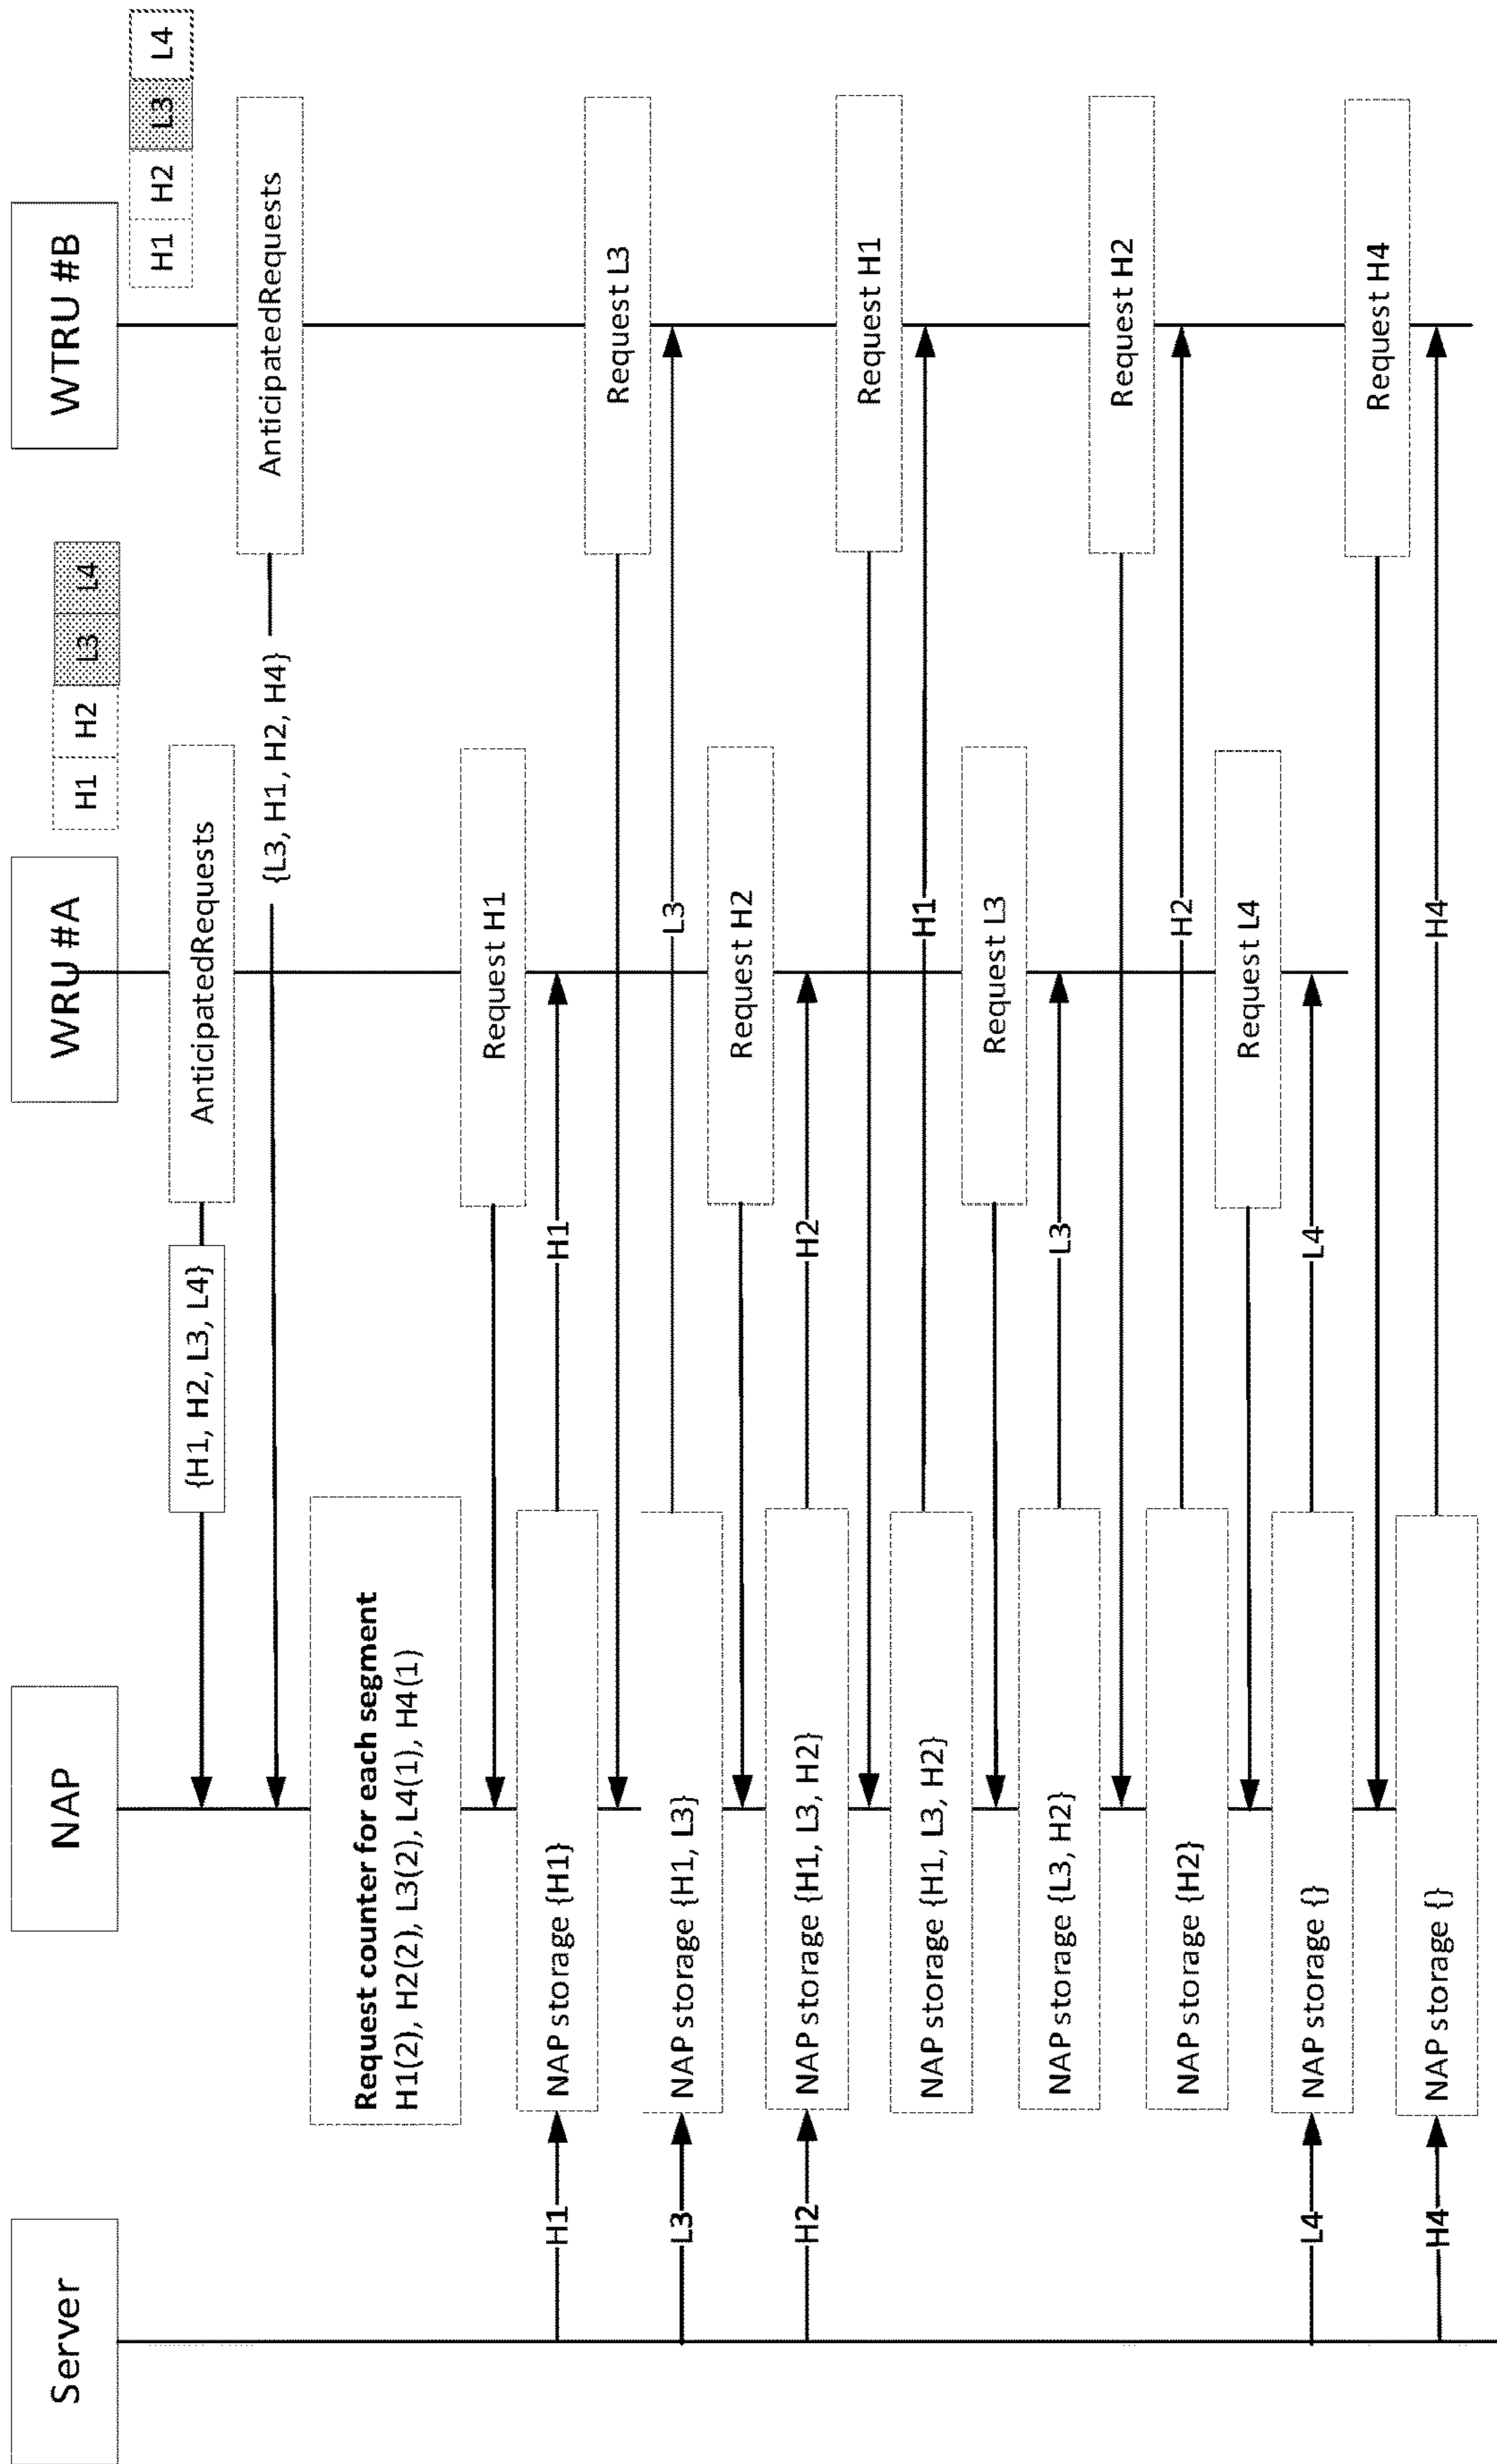 Server
NAP
WRU #A
WTRU #B
H1
H2
L3
L4
H1
H2
L3
L4
AnticipatedRequests
{H1, H2, L3, L4}
AnticipatedRequests
{L3, H1, H2, H4}
Request counter for each segment
H1(2), H2(2), L3(2), L4(1), H4(1)
Request H1
H1
NAP storage {H1}
H1
Request L3
L3
NAP storage {H1, L3}
L3
Request H2
H2
NAP storage {H1, L3, H2}
H2
Request H1
NAP storage {H1, L3, H2}
H1
Request L3
NAP storage {L3, H2}
L3
Request H2
NAP storage {H2}
H2
Request L4
L4
NAP storage {}
L4
Request H4
H4
NAP storage {}
H4